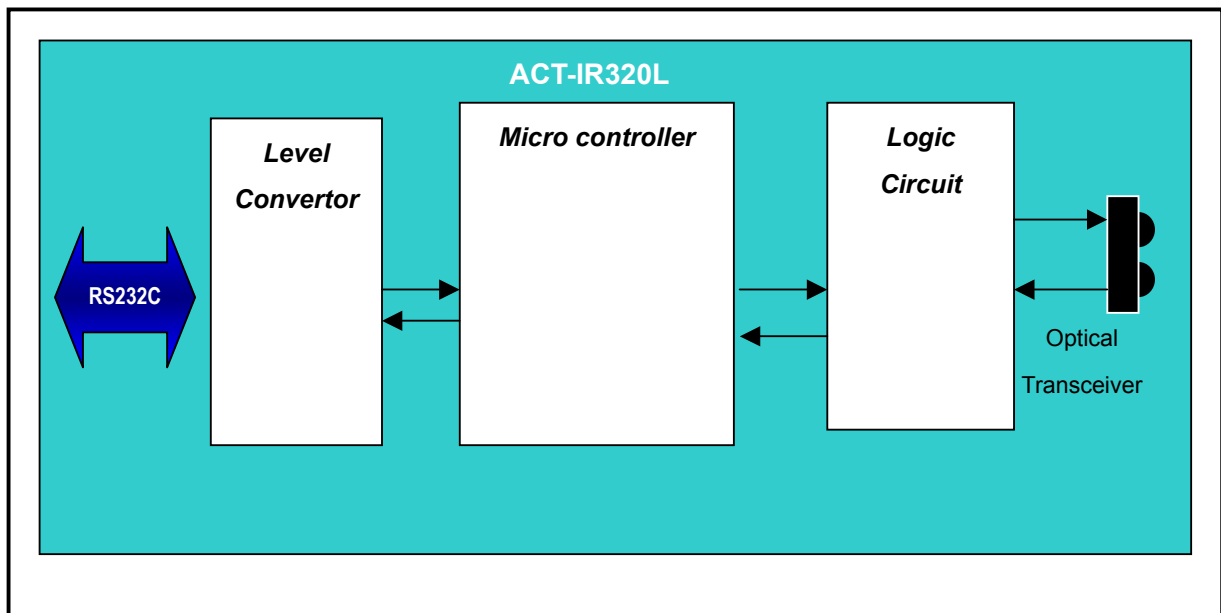 ACT-IR320L
Level
Convertor
Micro controller
Logic
Circuit
RS232C
Optical
Transceiver